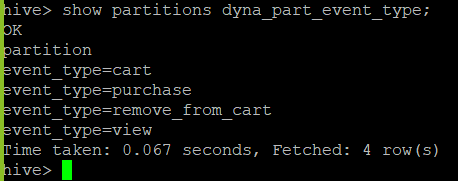 hive> show partitions dyna_part_event_type;
OK
partition
event_type=cart
event_type=purchase
event_type=remove_from_cart
event_type=view
Time taken: 0.067 seconds, Fetched: 4 row(s)
hive>